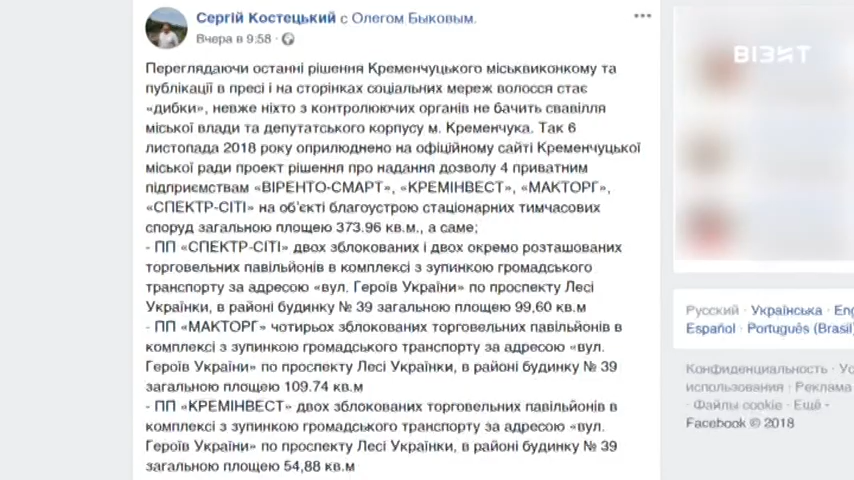 Сергій Костецький с Олегом Быковым.
Вчера в 9:58 ·
ВІЗИТ
Переглядаючи останні рішення Кременчуцького міськвиконкому та
публікації в пресі і на сторінках соціальних мереж волосся стає
«дибки», невже ніхто з контролюючих органів не бачить свавілля
міської влади та депутатського корпусу м. Кременчука. Так 6
листопада 2018 року оприлюднено на офіційному сайті Кременчуцької
міської ради проект рішення про надання дозволу 4 приватним
підприємствам «ВІРЕНТО-СМАРТ», «КРЕМІНВЕСТ», «МАКТОРГ»,
«СПЕКТР-СІТІ» на об'єкті благоустрою стаціонарних тимчасових
споруд загальною площею 373.96 кв.м., а саме;
- ПП «СПЕКТР-СІТІ» двох зблокованих і двох окремо розташованих
торговельних павільйонів в комплексі з зупинкою громадського
транспорту за адресою «вул. Героїв України» по проспекту Лесі
Українки, в районі будинку № 39 загальною площею 99,60 кв.м
- ПП «МАКТОРГ» чотирьох зблокованих торговельних павільйонів в
комплексі з зупинкою громадського транспорту за адресою «вул.
Героїв України» по проспекту Лесі Українки, в районі будинку № 39
загальною площею 109.74 кв.м
- ПП «КРЕМІНВЕСТ» двох зблокованих торговельних павільйонів в
комплексі з зупинкою громадського транспорту за адресою «вул.
Героїв України» по проспекту Лесі Українки, в районі будинку № 39
загальною площею 54,88 кв.м
Русский · Українська · Eng
Español · Português (Brasil)
Конфиденциальность · Ус
использования · Реклама
· Файлы cookie · Ещё
Facebook © 2018